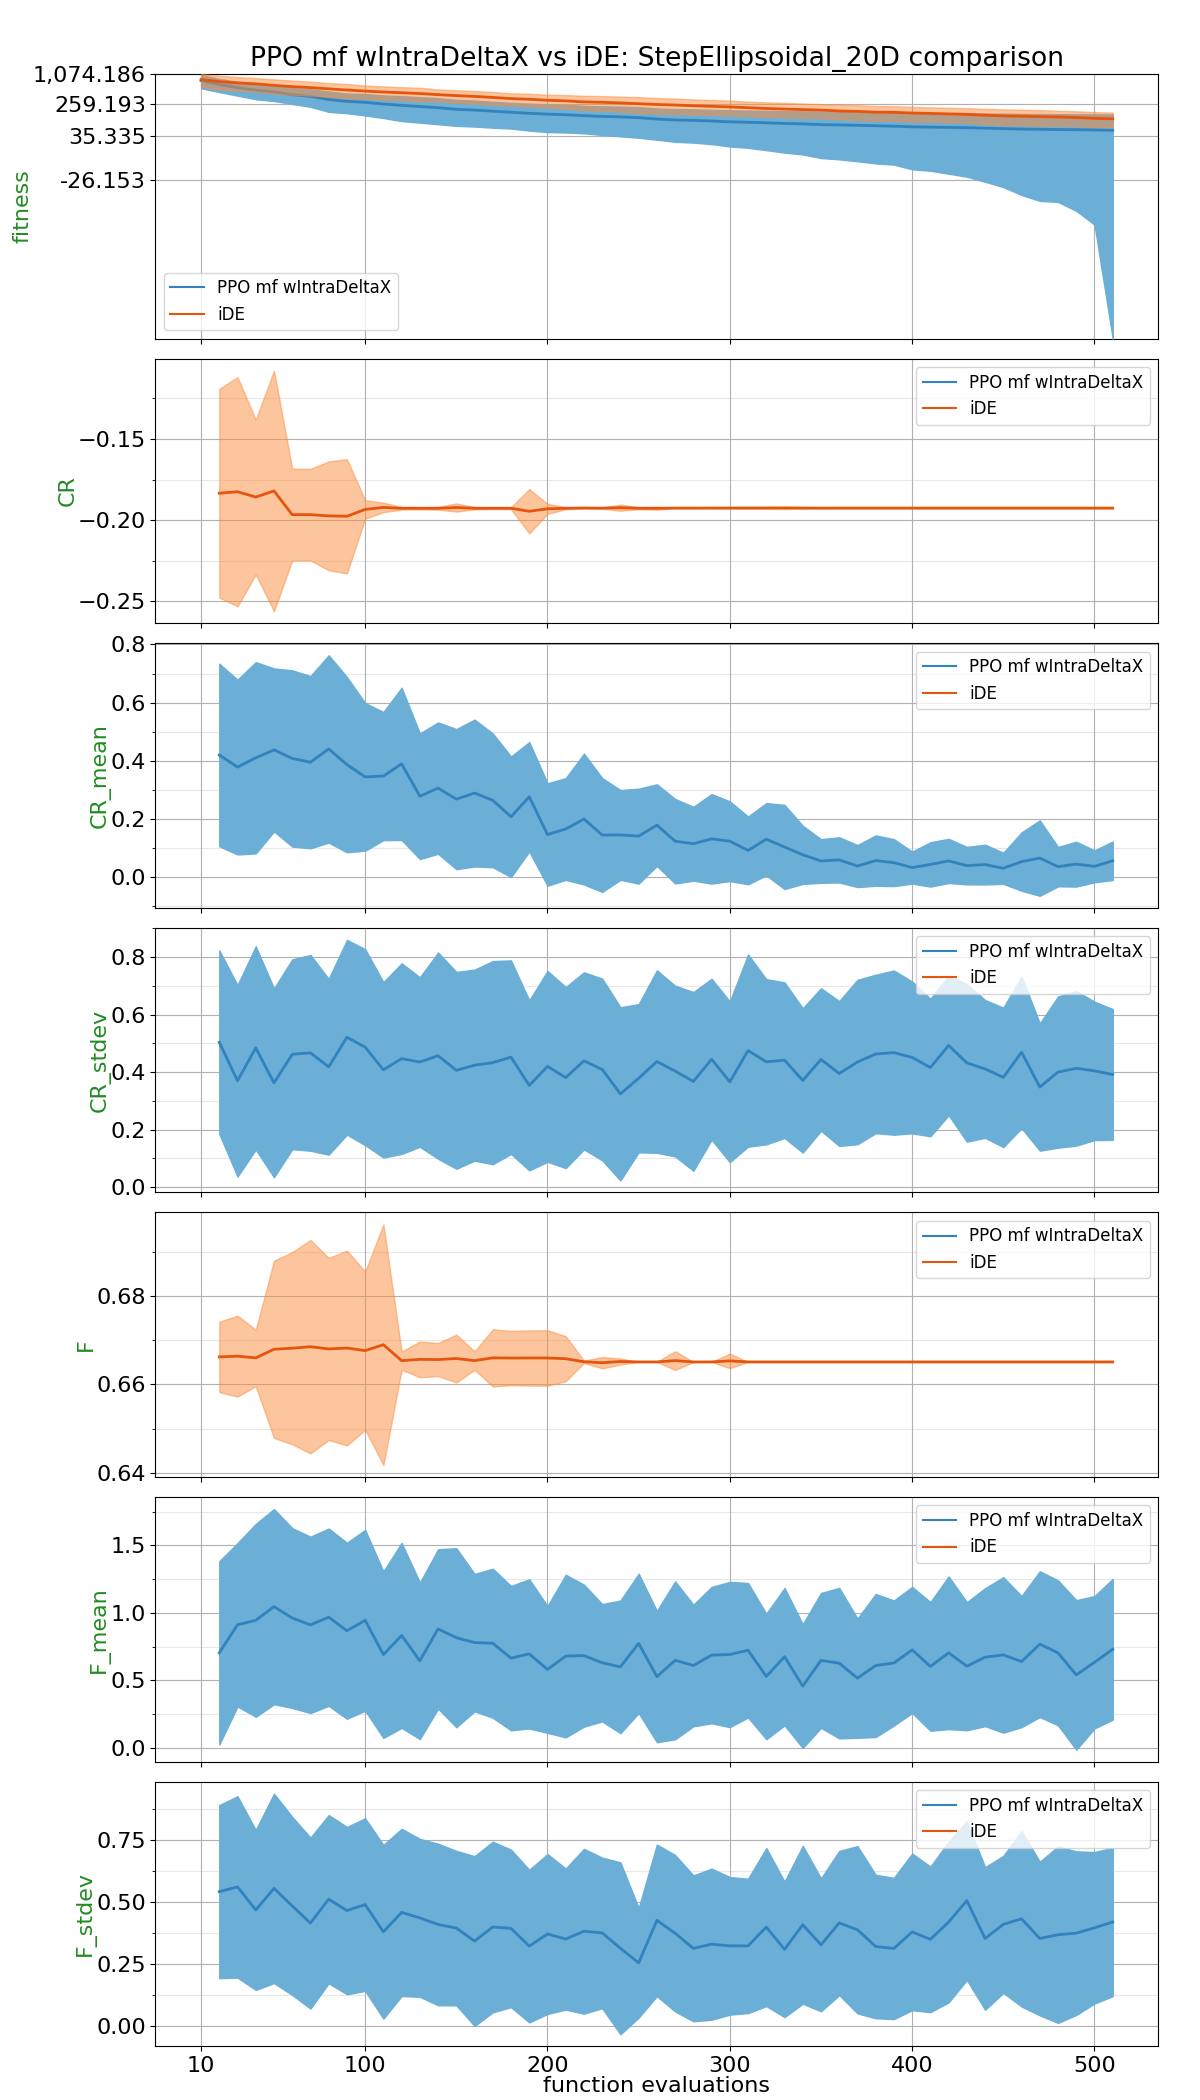 PPO mf wIntraDeltaX vs iDE: StepEllipsoidal_20D comparison
1,074.186
259.193
35.335
-26.153
fitness
PPO mf wIntraDeltaX
iDE
−0.15
−0.20
−0.25
CR
PPO mf wIntraDeltaX
iDE
0.8
0.6
0.4
0.2
0.0
CR_mean
PPO mf wIntraDeltaX
iDE
0.8
0.6
0.4
0.2
0.0
CR_stdev
PPO mf wIntraDeltaX
iDE
0.68
0.66
0.64
F
PPO mf wIntraDeltaX
iDE
1.5
1.0
0.5
0.0
F_mean
PPO mf wIntraDeltaX
iDE
0.75
0.50
0.25
0.00
F_stdev
PPO mf wIntraDeltaX
iDE
10 100 200 300 400 500
function evaluations